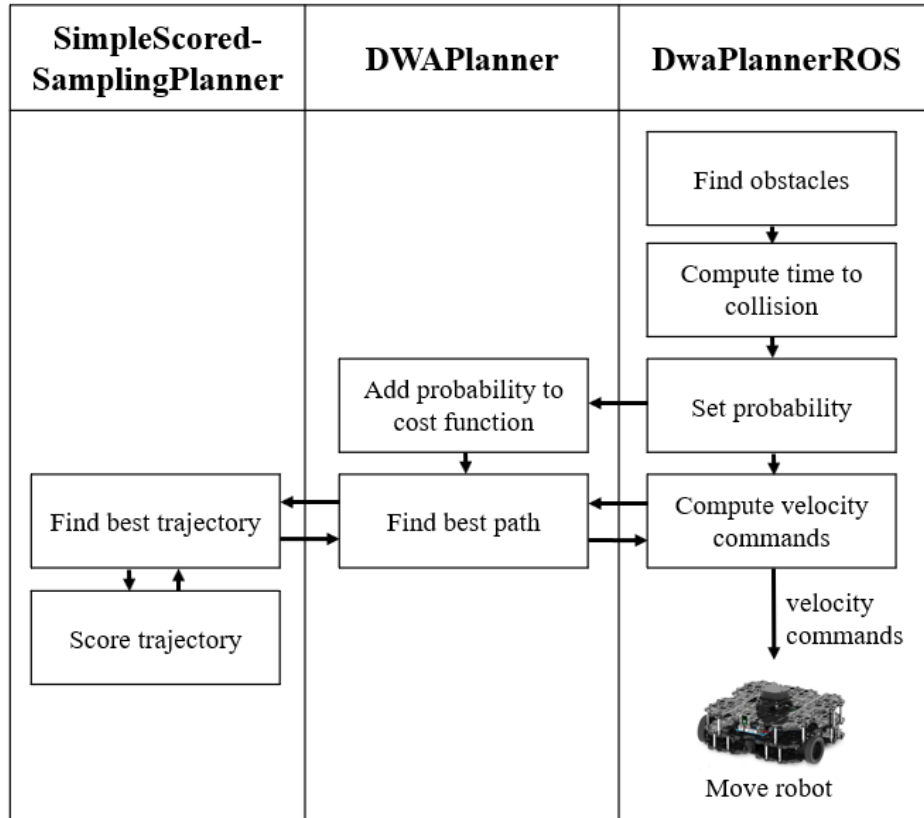 SimpleScored-
SamplingPlanner
DWAPlanner
DwaPlannerROS
Find obstacles
Compute time to
collision
Add probability to
cost function
Set probability
Find best trajectory
Find best path
Compute velocity
commands
Score trajectory
velocity
commands
Move robot